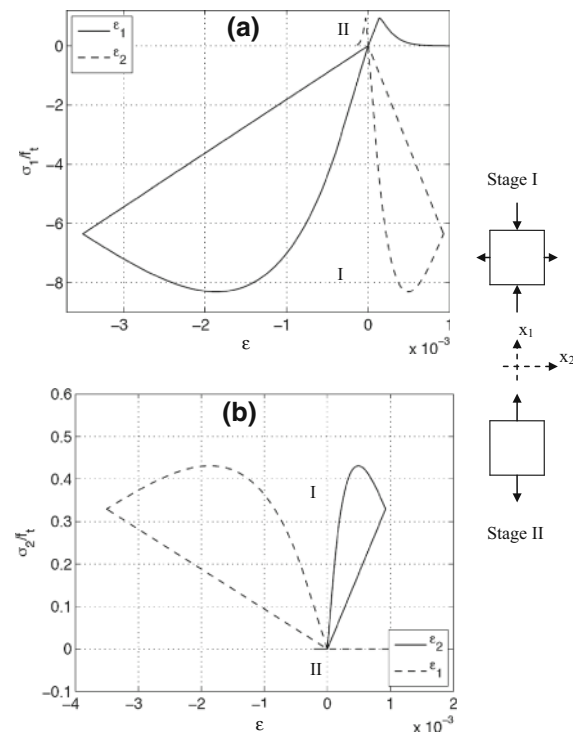 (a)
II
ε₁
ε₂
0
−2
−4
−6
−8
σ₁/fₜ
I
−3 −2 −1 0 1
ε
x 10⁻³
Stage I
x₁
x₂
Stage II
(b)
0.6
0.5
0.4
0.3
0.2
0.1
0
−0.1
σ₂/fₜ
I
II
ε₂
ε₁
−4 −3 −2 −1 0 1 2
ε
x 10⁻³